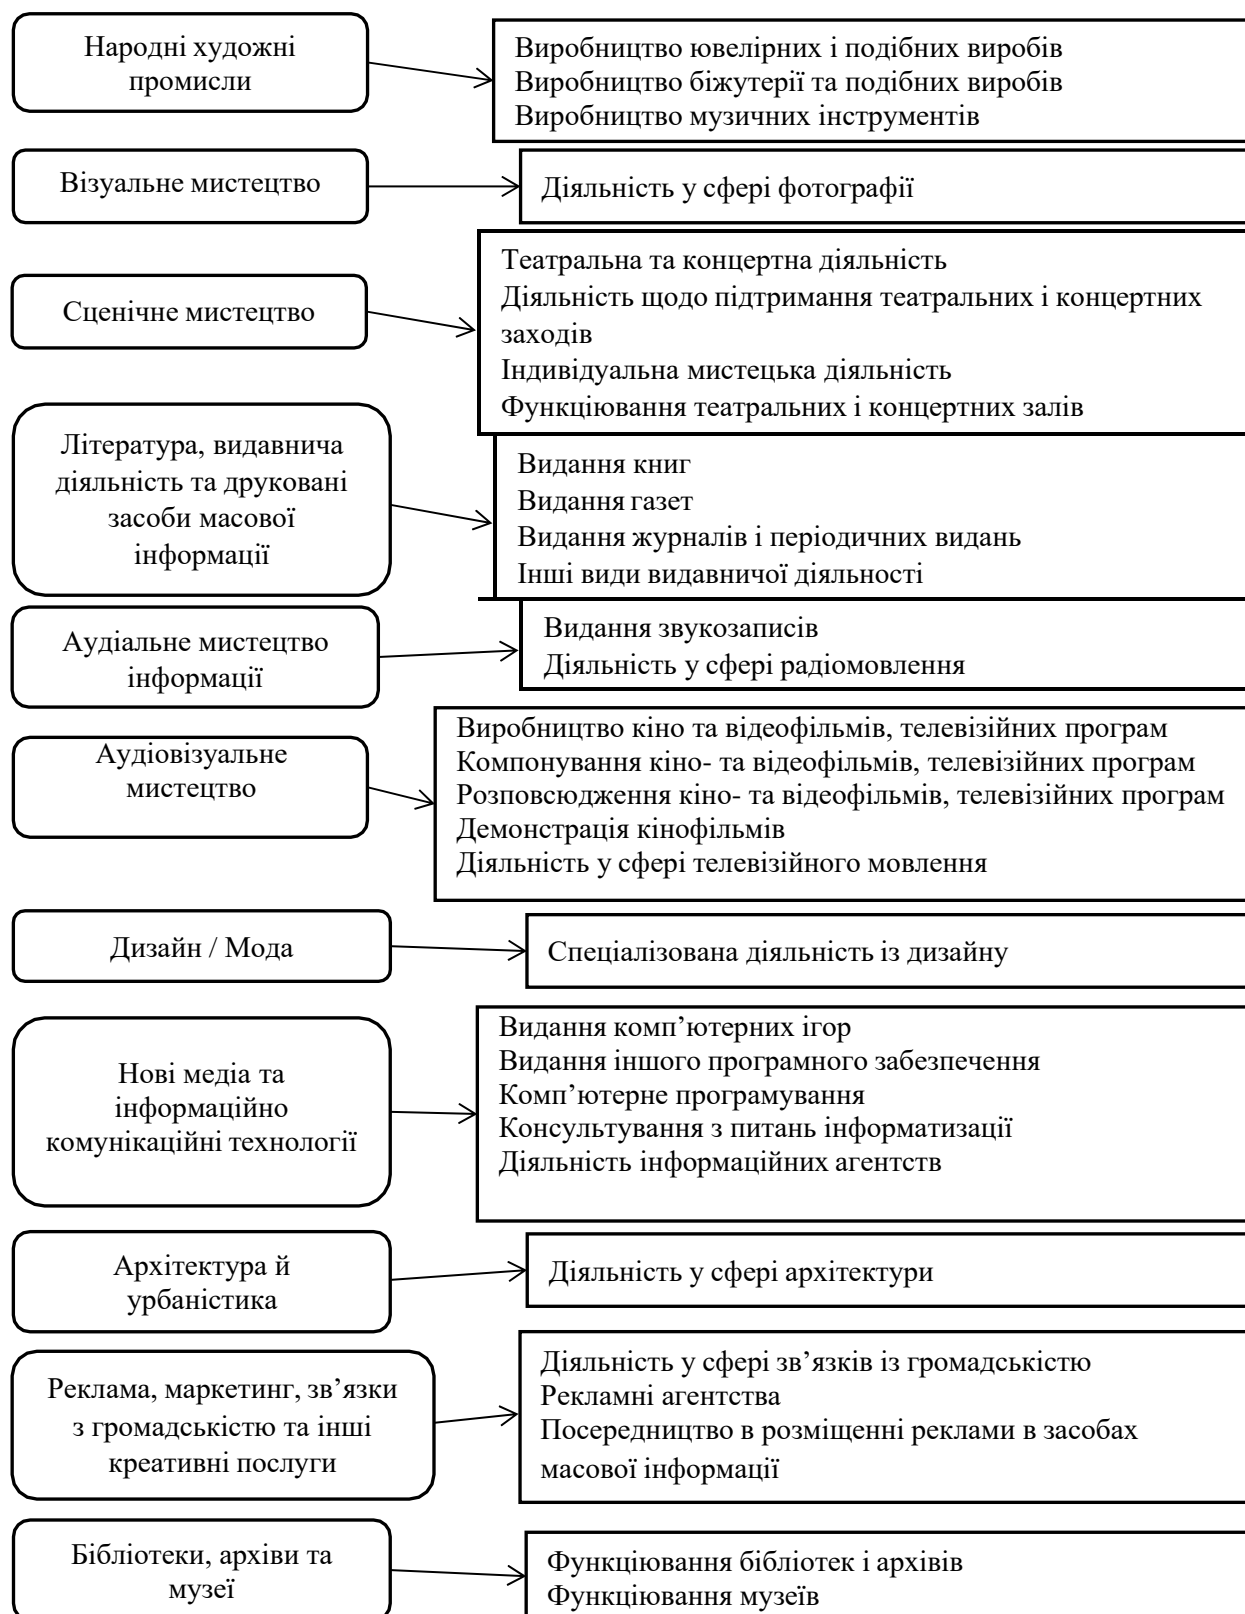 Народні художні
промисли
Виробництво ювелірних і подібних виробів
Виробництво біжутерії та подібних виробів
Виробництво музичних інструментів
Візуальне мистецтво
Діяльність у сфері фотографії
Сценічне мистецтво
Театральна та концертна діяльність
Діяльність щодо підтримання театральних і концертних
заходів
Індивідуальна мистецька діяльність
Функціювання театральних і концертних залів
Література, видавнича
діяльність та друковані
засоби масової
інформації
Видання книг
Видання газет
Видання журналів і періодичних видань
Інші види видавничої діяльності
Аудіальне мистецтво
інформації
Видання звукозаписів
Діяльність у сфері радіомовлення
Аудіовізуальне
мистецтво
Виробництво кіно та відеофільмів, телевізійних програм
Компонування кіно- та відеофільмів, телевізійних програм
Розповсюдження кіно- та відеофільмів, телевізійних програм
Демонстрація кінофільмів
Діяльність у сфері телевізійного мовлення
Дизайн / Мода
Спеціалізована діяльність із дизайну
Нові медіа та
інформаційно
комунікаційні технології
Видання комп’ютерних ігор
Видання іншого програмного забезпечення
Комп’ютерне програмування
Консультування з питань інформатизації
Діяльність інформаційних агентств
Архітектура й
урбаністика
Діяльність у сфері архітектури
Реклама, маркетинг, зв’язки
з громадськістю та інші
креативні послуги
Діяльність у сфері зв’язків із громадськістю
Рекламні агентства
Посередництво в розміщенні реклами в засобах
масової інформації
Бібліотеки, архіви та
музеї
Функціювання бібліотек і архівів
Функціювання музеїв